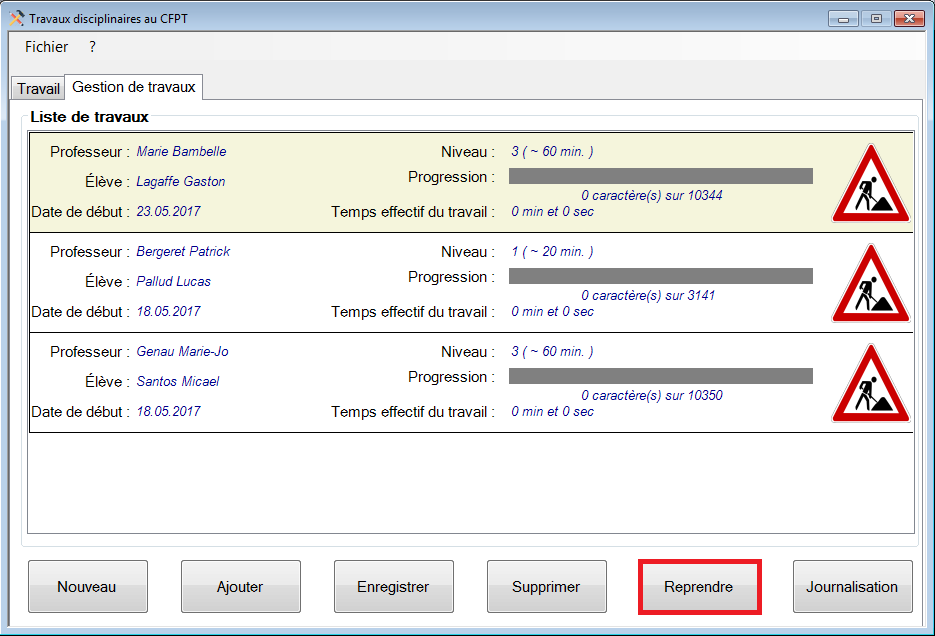 Travaux disciplinaires au CFPT
Fichier ?
Travail Gestion de travaux
Liste de travaux
Professeur : Marie Bambelle Niveau : 3 ( ~ 60 min. )
Élève : Lagaffe Gaston Progression :
0 caractère(s) sur 10344
Date de début : 23.05.2017 Temps effectif du travail : 0 min et 0 sec
Professeur : Bergeret Patrick Niveau : 1 ( ~ 20 min. )
Élève : Pallud Lucas Progression :
0 caractère(s) sur 3141
Date de début : 18.05.2017 Temps effectif du travail : 0 min et 0 sec
Professeur : Genau Marie-Jo Niveau : 3 ( ~ 60 min. )
Élève : Santos Micael Progression :
0 caractère(s) sur 10350
Date de début : 18.05.2017 Temps effectif du travail : 0 min et 0 sec
Nouveau Ajouter Enregistrer Supprimer Reprendre Journalisation